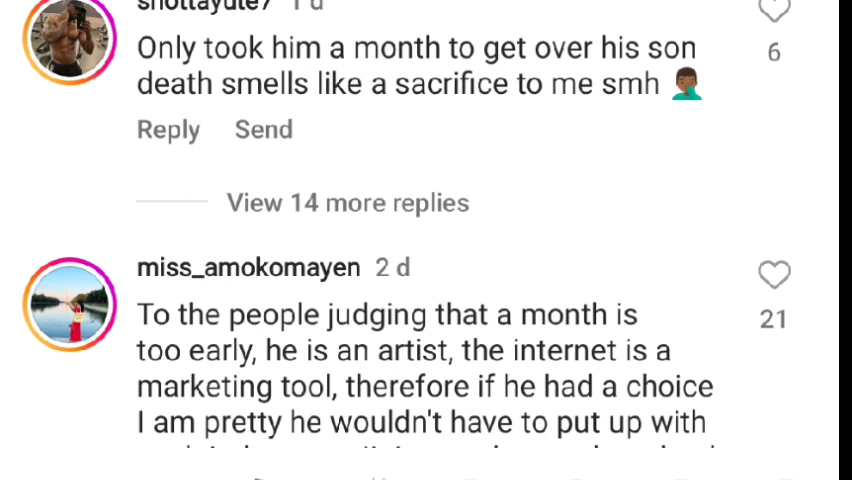 shottayute7 1 d
Only took him a month to get over his son
death smells like a sacrifice to me smh 🤦🏾‍♂️
6
Reply Send
View 14 more replies
miss_amokomayen 2 d
To the people judging that a month is
too early, he is an artist, the internet is a
marketing tool, therefore if he had a choice
I am pretty he wouldn't have to put up with
21